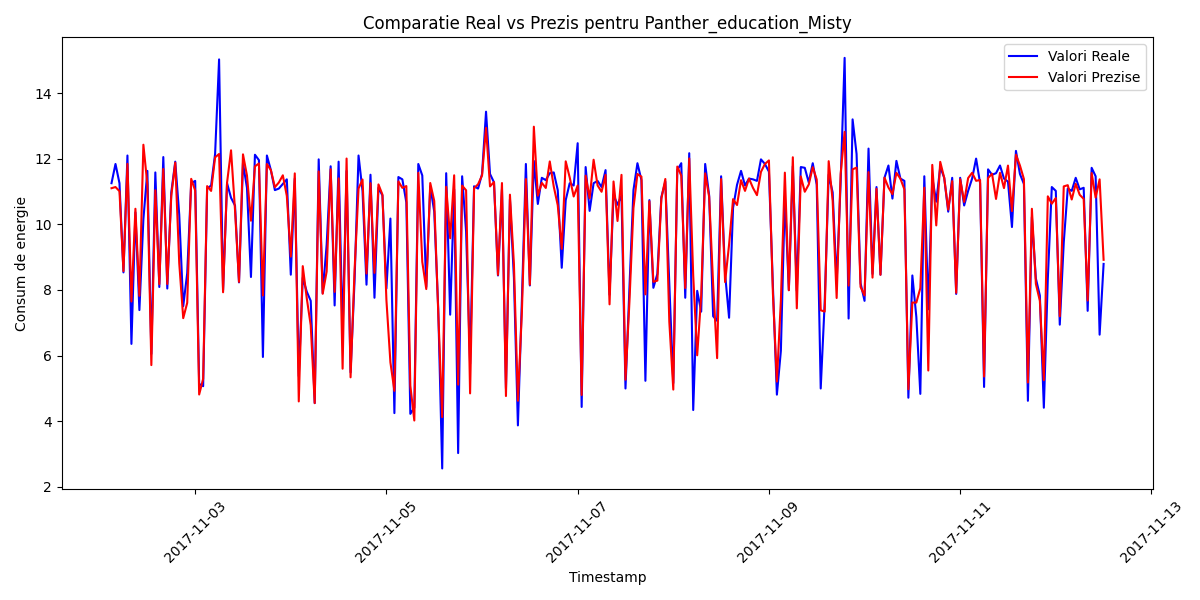 Comparatie Real vs Prezis pentru Panther_education_Misty
Valori Reale
Valori Prezise
Consum de energie
14
12
10
8
6
4
2
2017-11-03
2017-11-05
2017-11-07
2017-11-09
2017-11-11
2017-11-13
Timestamp